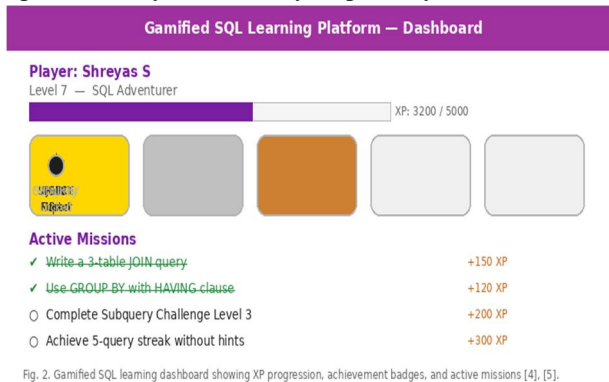 Gamified SQL Learning Platform — Dashboard
Player: Shreyas S
Level 7 — SQL Adventurer
XP: 3200 / 5000
Active Missions
✓ Write a 3-table JOIN query +150 XP
✓ Use GROUP BY with HAVING clause +120 XP
○ Complete Subquery Challenge Level 3 +200 XP
○ Achieve 5-query streak without hints +300 XP
Fig. 2. Gamified SQL learning dashboard showing XP progression, achievement badges, and active missions [4], [5].